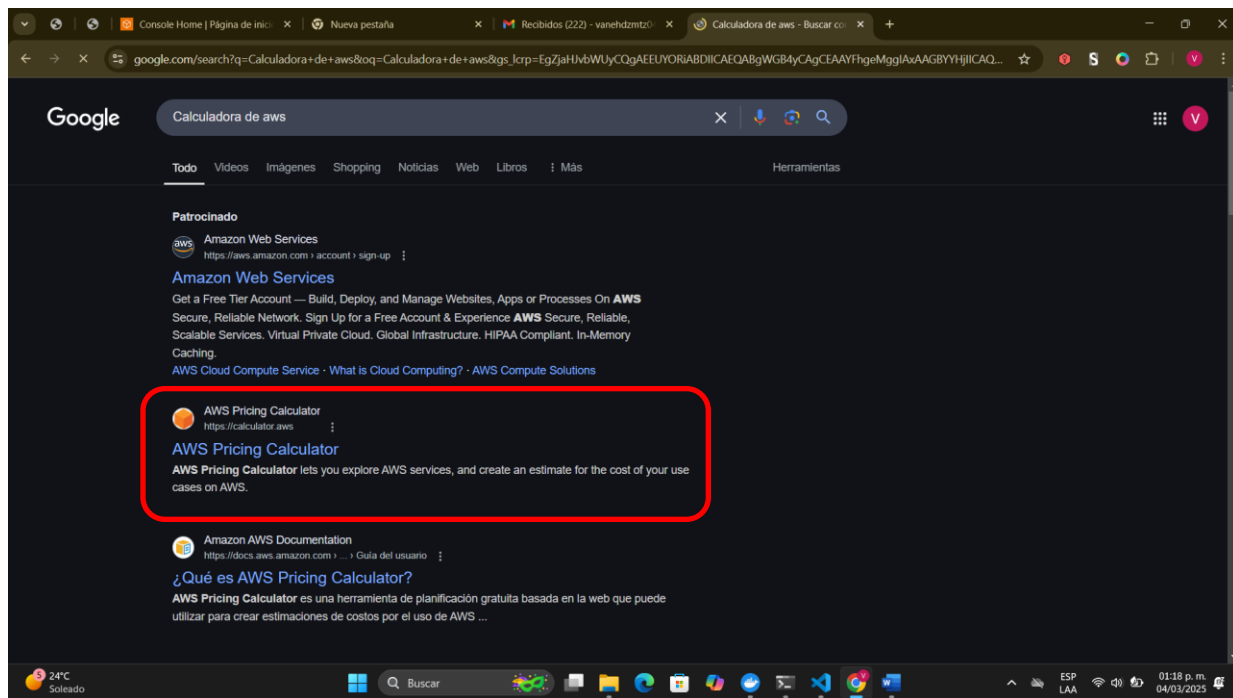 Console Home | Página de inici
Nueva pestaña
Recibidos (222) - vanehdzmtz0
Calculadora de aws - Buscar co
google.com/search?q=Calculadora+de+aws&oq=Calculadora+de+aws&gs_lcrp=EgZjaHJvbWUyCQgAEEUYORiABDIICAEQABgWGB4yCAgCEAAYFhgeMggIAxAAGBYYHjIICAQ...
V
Google
Calculadora de aws
V
Todo Videos Imágenes Shopping Noticias Web Libros Más Herramientas
Patrocinado
aws
Amazon Web Services
https://aws.amazon.com › account › sign-up
Amazon Web Services
Get a Free Tier Account — Build, Deploy, and Manage Websites, Apps or Processes On AWS
Secure, Reliable Network. Sign Up for a Free Account & Experience AWS Secure, Reliable,
Scalable Services. Virtual Private Cloud. Global Infrastructure. HIPAA Compliant. In-Memory
Caching.
AWS Cloud Compute Service · What is Cloud Computing? · AWS Compute Solutions
AWS Pricing Calculator
https://calculator.aws
AWS Pricing Calculator
AWS Pricing Calculator lets you explore AWS services, and create an estimate for the cost of your use
cases on AWS.
Amazon AWS Documentation
https://docs.aws.amazon.com › ... › Guía del usuario
¿Qué es AWS Pricing Calculator?
AWS Pricing Calculator es una herramienta de planificación gratuita basada en la web que puede
utilizar para crear estimaciones de costos por el uso de AWS ...
5
24°C
Soleado
Buscar
ESP
LAA
01:18 p. m.
04/03/2025